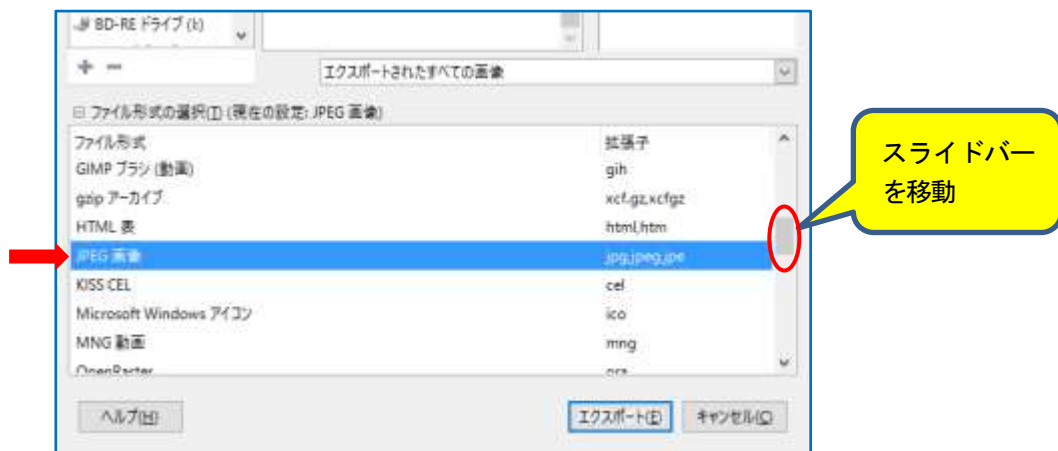 BD-RE ドライブ (I:)
エクスポートされたすべての画像
ファイル形式の選択(T) (現在の設定: JPEG 画像)
ファイル形式 拡張子
GIMP ブラシ (動画) gih
gzip アーカイブ xcf.gz,xcfgz
HTML 表 html,htm
JPEG 画像 jpg,jpeg,jpe
KISS CEL cel
Microsoft Windows アイコン ico
MNG 動画 mng
OpenRaster ora
ヘルプ(H) エクスポート(E) キャンセル(C)
スライドバー
を移動